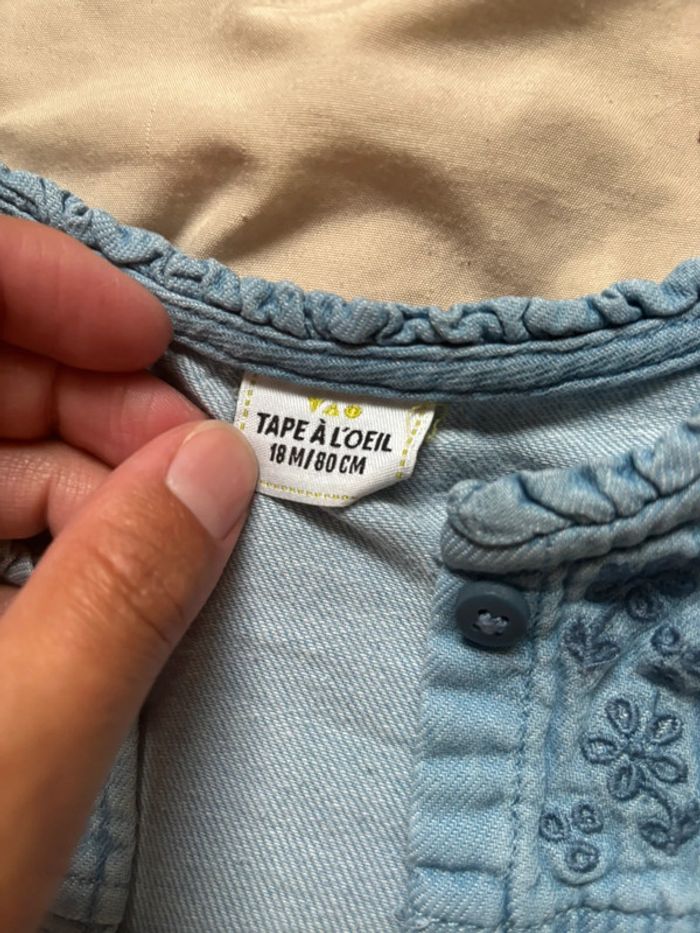 TAPE À L'OEIL
18 M/80 CM